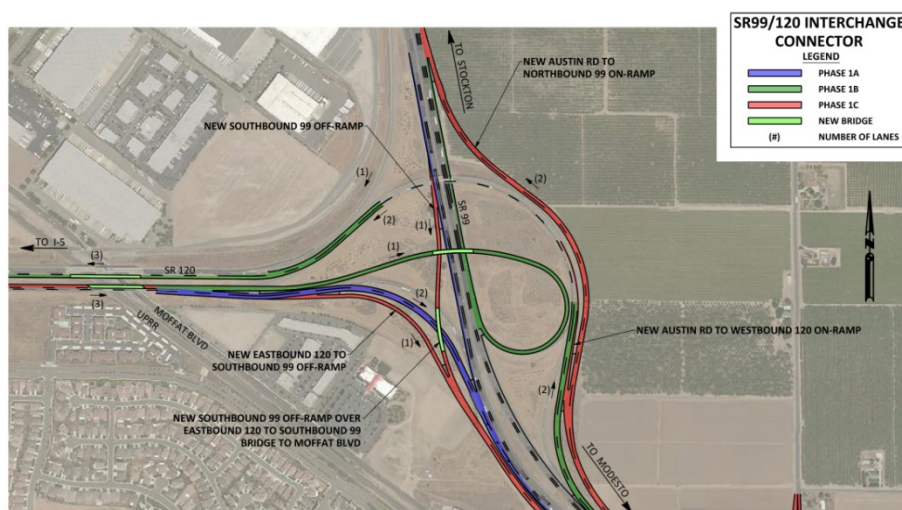 SR99/120 INTERCHANGE
CONNECTOR
LEGEND
PHASE 1A
PHASE 1B
PHASE 1C
NEW BRIDGE
(#) NUMBER OF LANES
TO STOCKTON
NEW AUSTIN RD TO
NORTHBOUND 99 ON-RAMP
NEW SOUTHBOUND 99 OFF-RAMP
(1)
(2)
(2)
SR 99
(1)
(1)
TO I-5
(3)
SR 120
(3)
(2)
MOFFAT BLVD
UPRR
(1)
NEW AUSTIN RD TO WESTBOUND 120 ON-RAMP
NEW EASTBOUND 120 TO
SOUTHBOUND 99 OFF-RAMP
(2)
NEW SOUTHBOUND 99 OFF-RAMP OVER
EASTBOUND 120 TO SOUTHBOUND 99
BRIDGE TO MOFFAT BLVD
TO MODESTO
N